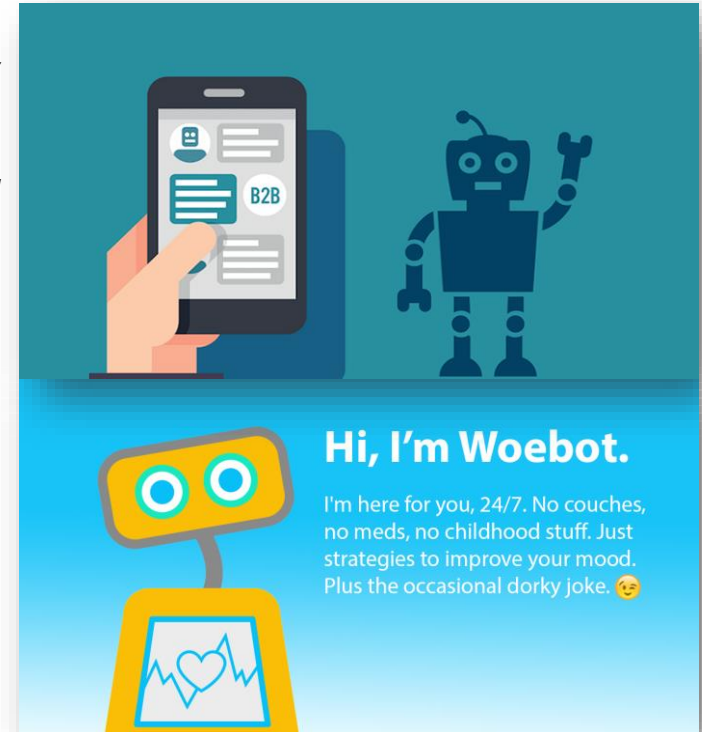 B2B
Hi, I'm Woebot.
I'm here for you, 24/7. No couches,
no meds, no childhood stuff. Just
strategies to improve your mood.
Plus the occasional dorky joke. 😉